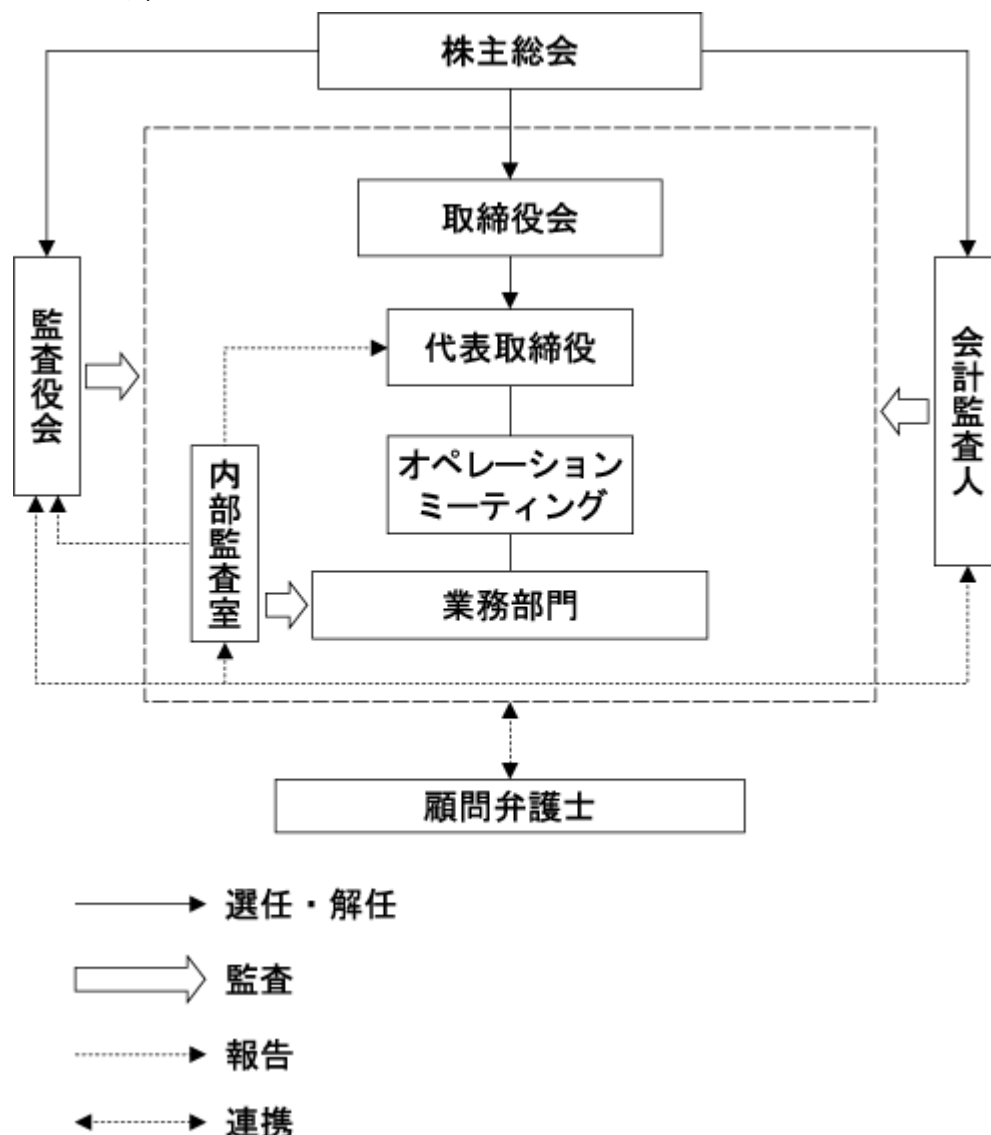 株主総会
取締役会
代表取締役
監査役会
会計監査人
オペレーション
ミーティング
内部監査室
業務部門
顧問弁護士
選任・解任
監査
報告
連携